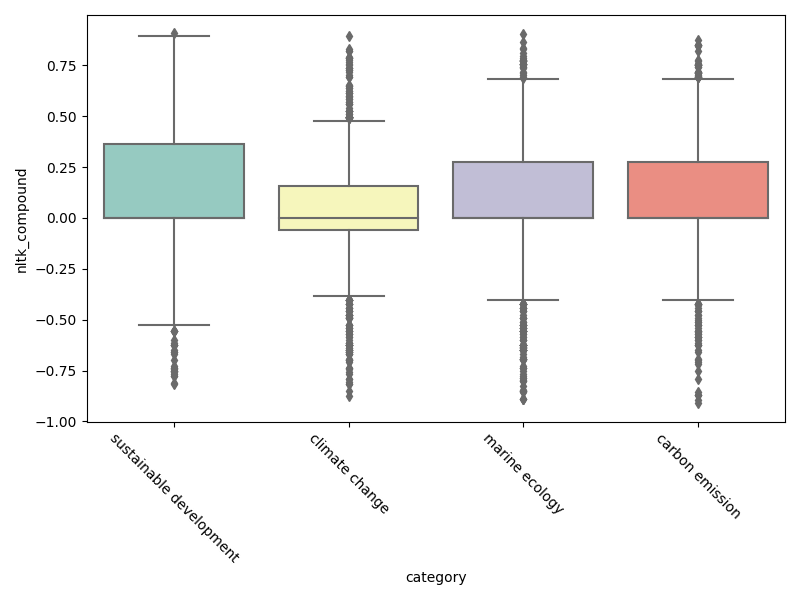 nltk_compound
0.75
0.50
0.25
0.00
−0.25
−0.50
−0.75
−1.00
sustainable development
climate change
marine ecology
carbon emission
category